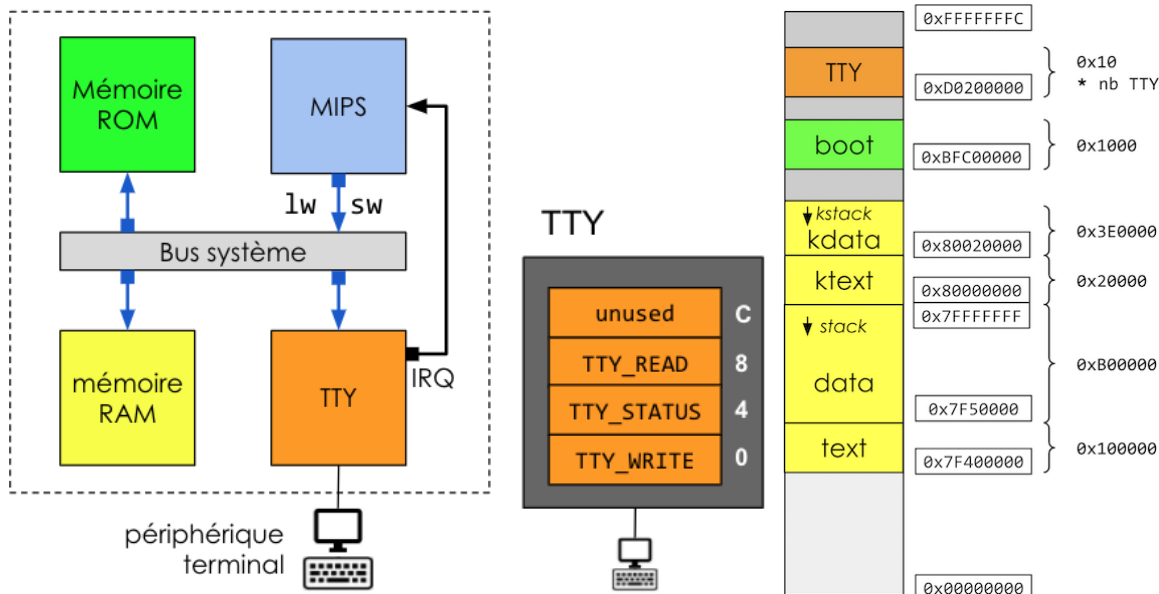 Mémoire
ROM
MIPS
lw sw
Bus système
mémoire
RAM
TTY
IRQ
périphérique
terminal
TTY
unused C
TTY_READ 8
TTY_STATUS 4
TTY_WRITE 0
0xFFFFFFFC
TTY
0xD0200000
0x10
* nb TTY
boot
0xBFC00000
0x1000
kstack
kdata
0x80020000
0x3E0000
ktext
0x80000000
0x20000
0x7FFFFFFF
stack
data
0x7F50000
0xB00000
text
0x7F400000
0x100000
0x00000000